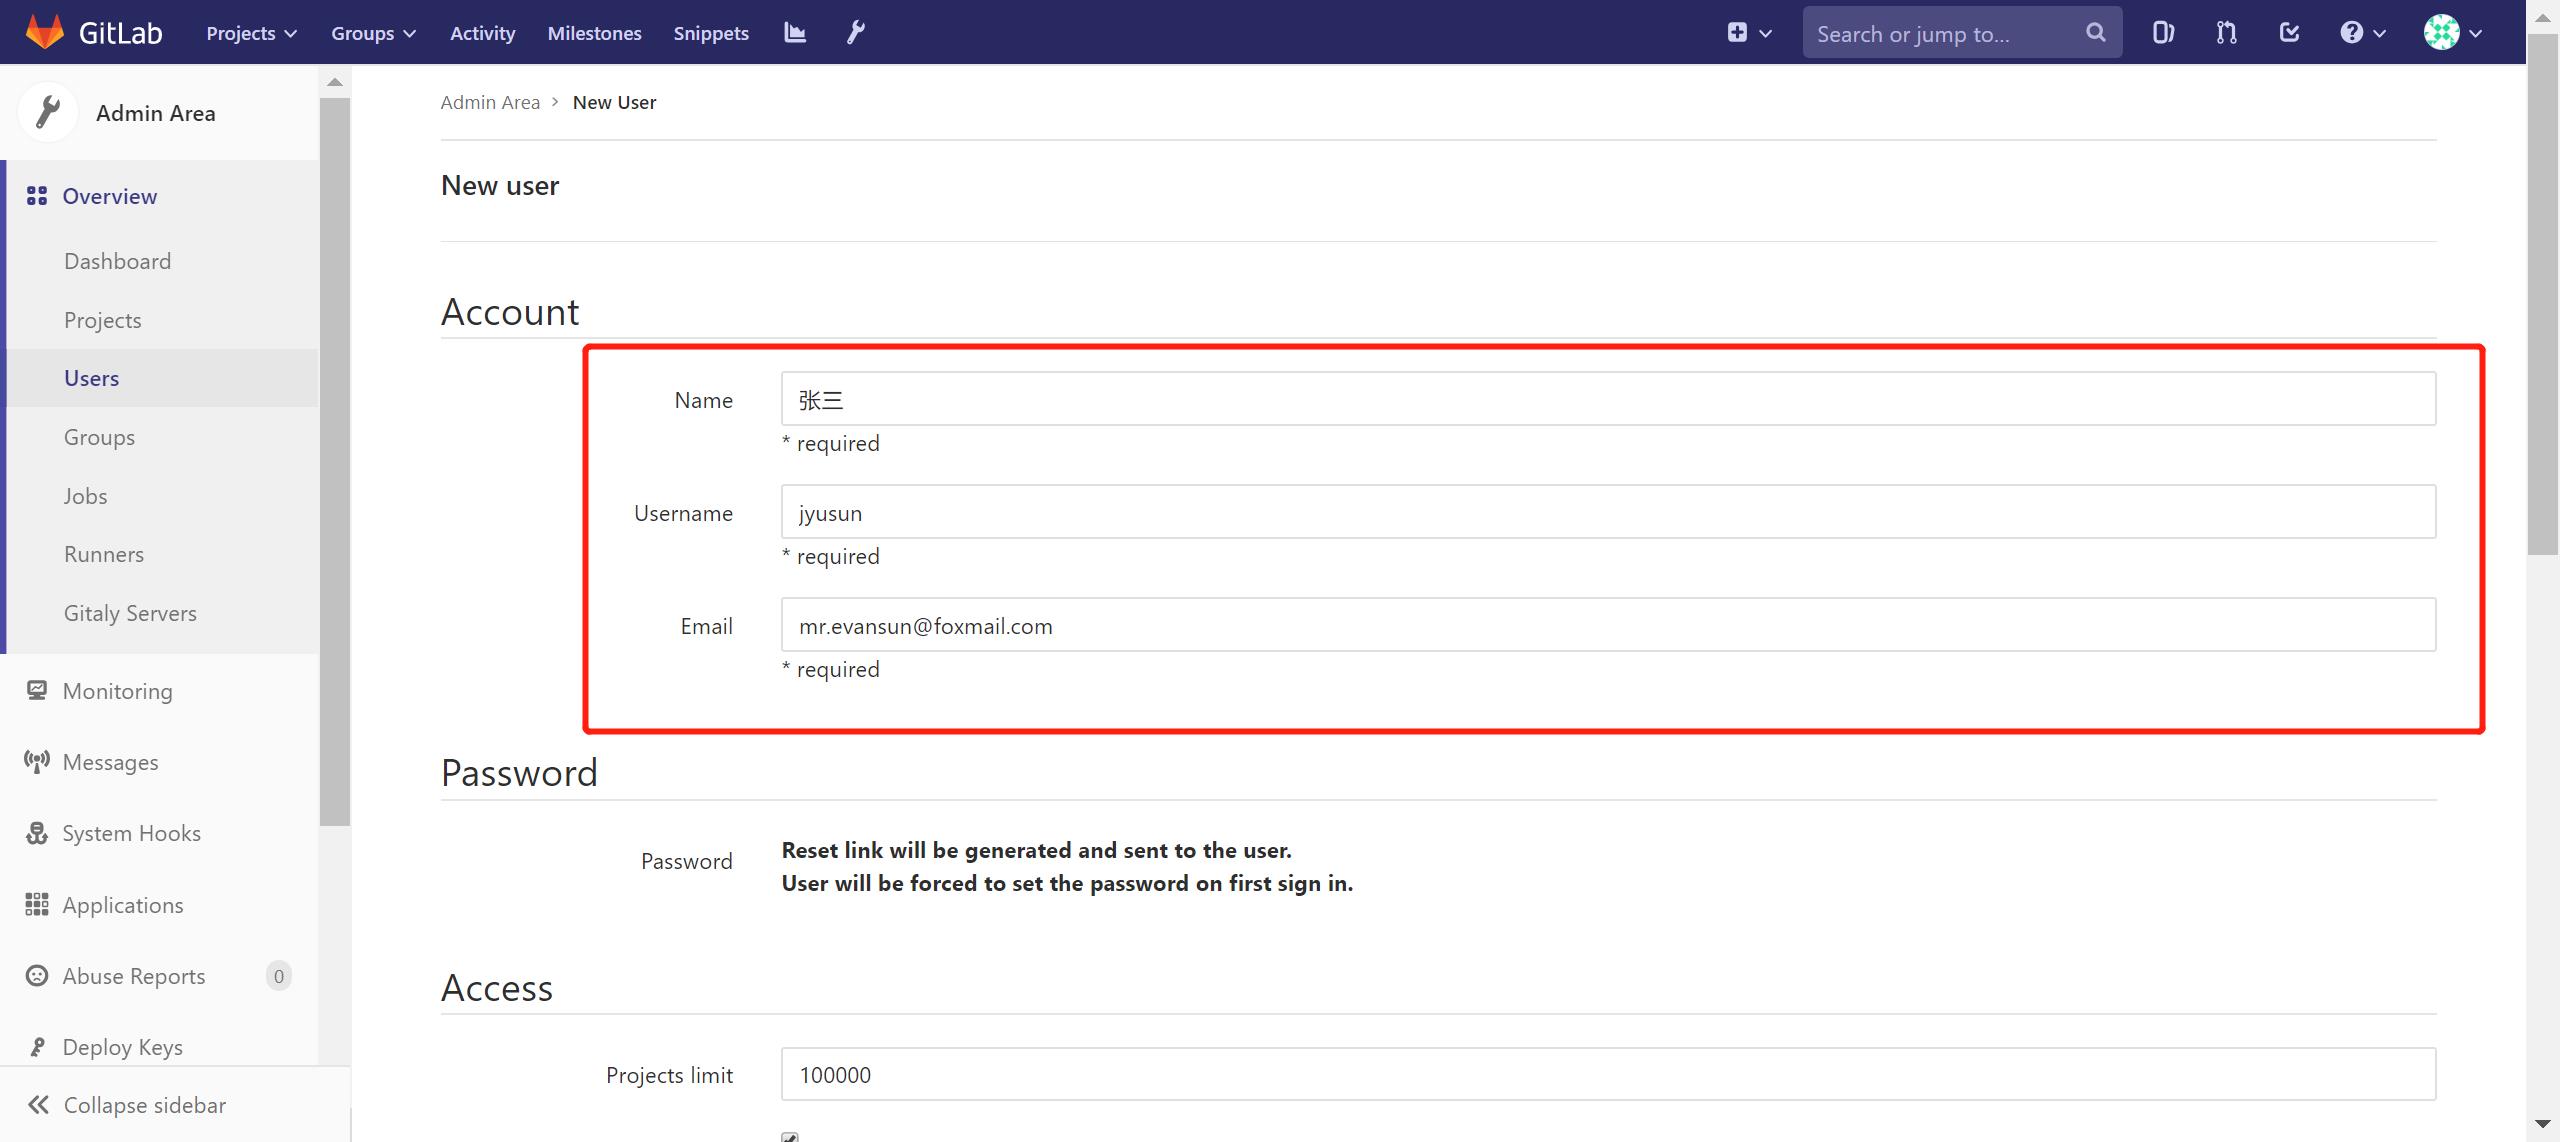 GitLab Projects Groups Activity Milestones Snippets Search or jump to...
Admin Area
Overview
Dashboard
Projects
Users
Groups
Jobs
Runners
Gitaly Servers
Monitoring
Messages
System Hooks
Applications
Abuse Reports 0
Deploy Keys
Collapse sidebar
Admin Area > New User
New user
Account
Name 张三
* required
Username jyusun
* required
Email mr.evansun@foxmail.com
* required
Password
Password
Reset link will be generated and sent to the user.
User will be forced to set the password on first sign in.
Access
Projects limit 100000